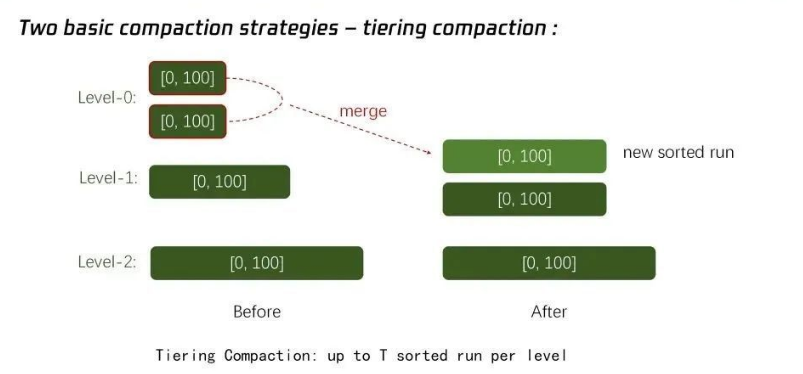 Two basic compaction strategies – tiering compaction :
Level-0:
[0, 100]
[0, 100]
merge
[0, 100]
new sorted run
Level-1:
[0, 100]
[0, 100]
Level-2:
[0, 100]
[0, 100]
Before
After
Tiering Compaction: up to T sorted run per level